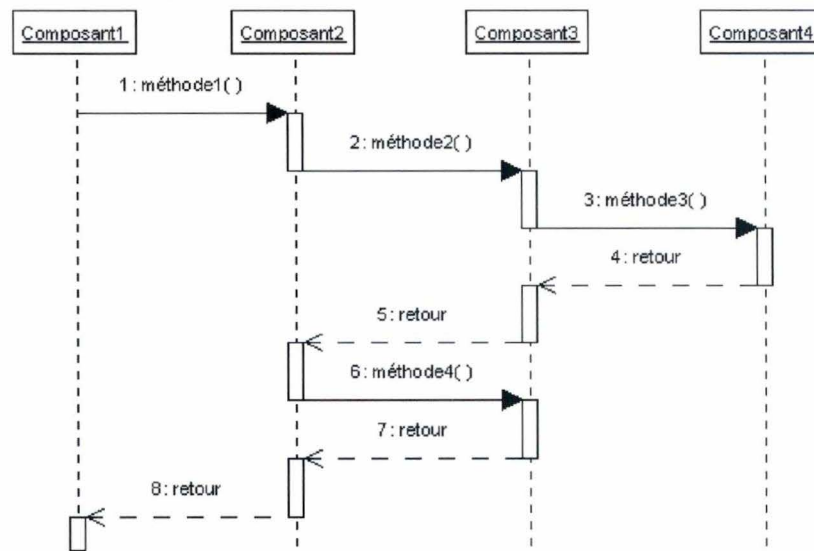 Composant1 Composant2 Composant3 Composant4
1 : méthode1( )
2 : méthode2( )
3 : méthode3( )
4 : retour
5 : retour
6 : méthode4( )
7 : retour
8 : retour